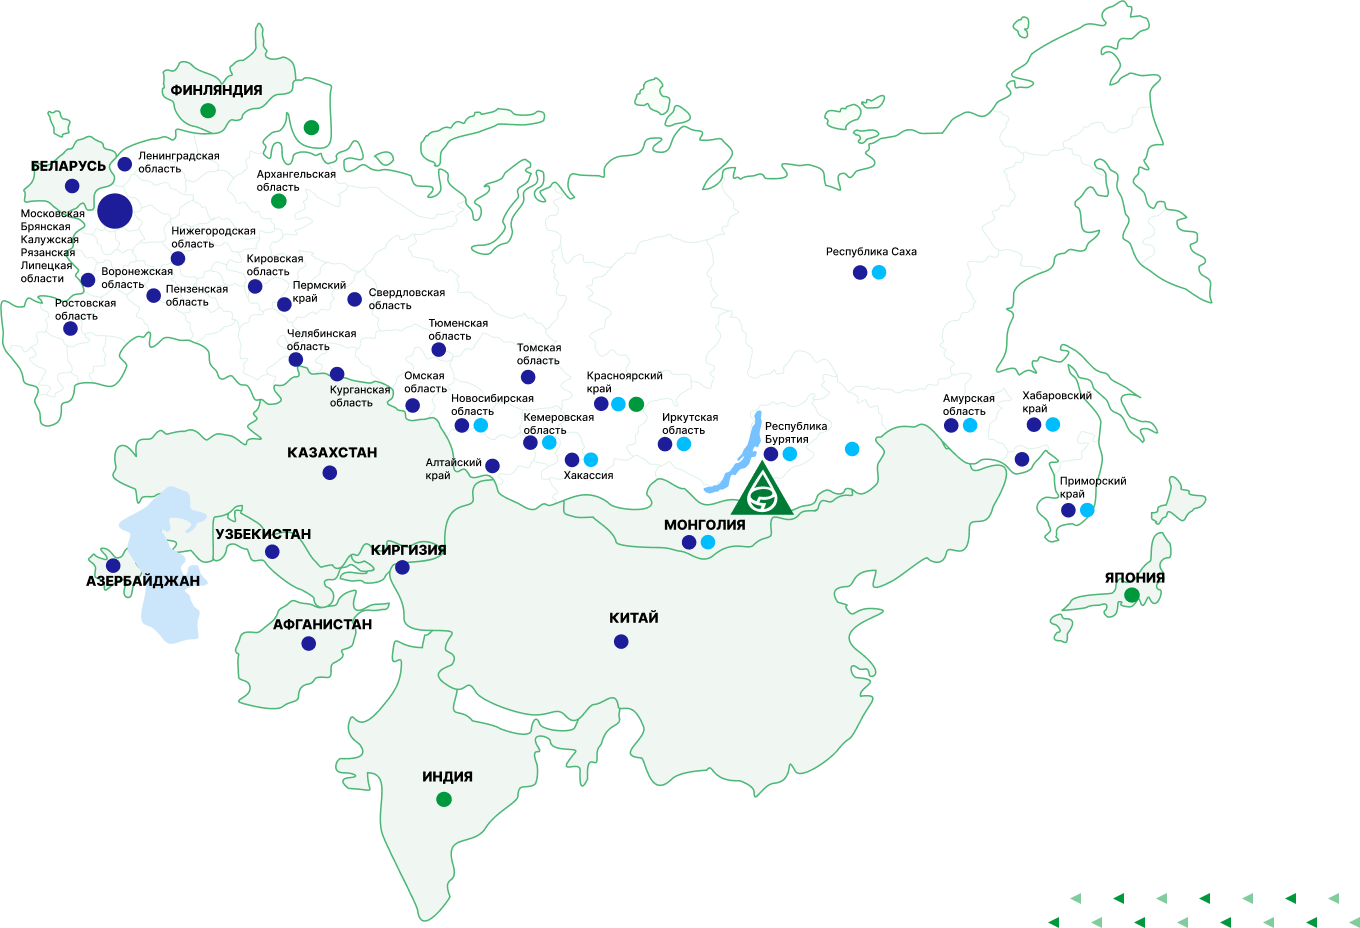 ФИНЛЯНДИЯ
БЕЛАРУСЬ
Ленинградская
область
Архангельская
область
Московская
Брянская
Калужская
Рязанская
Липецкая
области
Нижегородская
область
Воронежская
область
Пензенская
область
Кировская
область
Пермский
край
Свердловская
область
Ростовская
область
Республика Саха
Челябинская
область
Тюменская
область
Томская
область
Курганская
область
Омская
область
Новосибирская
область
Красноярский
край
Кемеровская
область
Иркутская
область
Республика
Бурятия
Амурская
область
Хабаровский
край
Алтайский
край
Хакассия
Приморский
край
КАЗАХСТАН
МОНГОЛИЯ
УЗБЕКИСТАН
КИРГИЗИЯ
АЗЕРБАЙДЖАН
ЯПОНИЯ
АФГАНИСТАН
КИТАЙ
ИНДИЯ